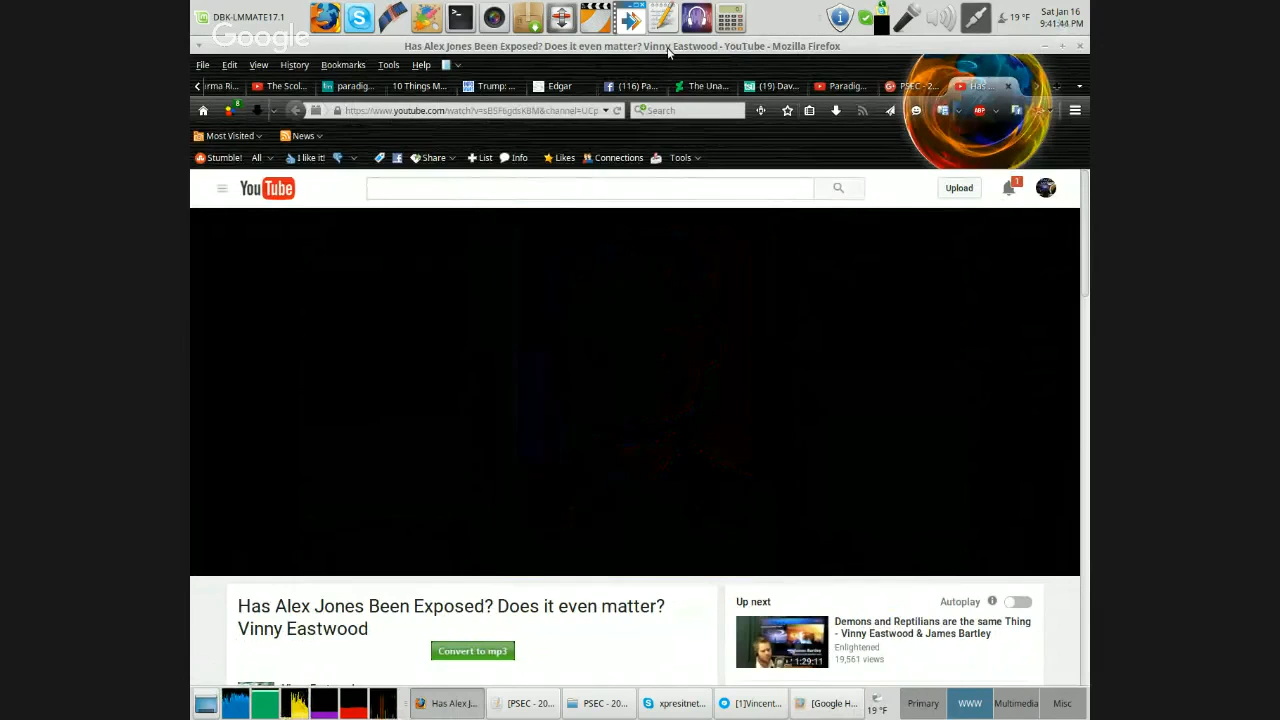 DBK-LMMATE17.1
Google
19 °F
Sat Jan 16
9:41:44 PM
Has Alex Jones Been Exposed? Does it even matter? Vinny Eastwood - YouTube - Mozilla Firefox
File Edit View History Bookmarks Tools Help
irma Ri... The Scol... paradig... 10 Things M... Trump: ... Edgar (116) Pa... The Una... (19) Dav... Paradig... PSEC - 2... Has ...
8 Search ABP
Most Visited News
Stumble! All I like it! Share List Info Likes Connections Tools
YouTube Upload 1
Has Alex Jones Been Exposed? Does it even matter?
Vinny Eastwood
Convert to mp3
Up next Autoplay
Demons and Reptilians are the same Thing
- Vinny Eastwood & James Bartley
Enlightened
19,561 views
1:29:11
Has Alex J... [PSEC - 20... PSEC - 20... xpresitnet... [1]Vincent... [Google H... 19 °F Primary WWW Multimedia Misc